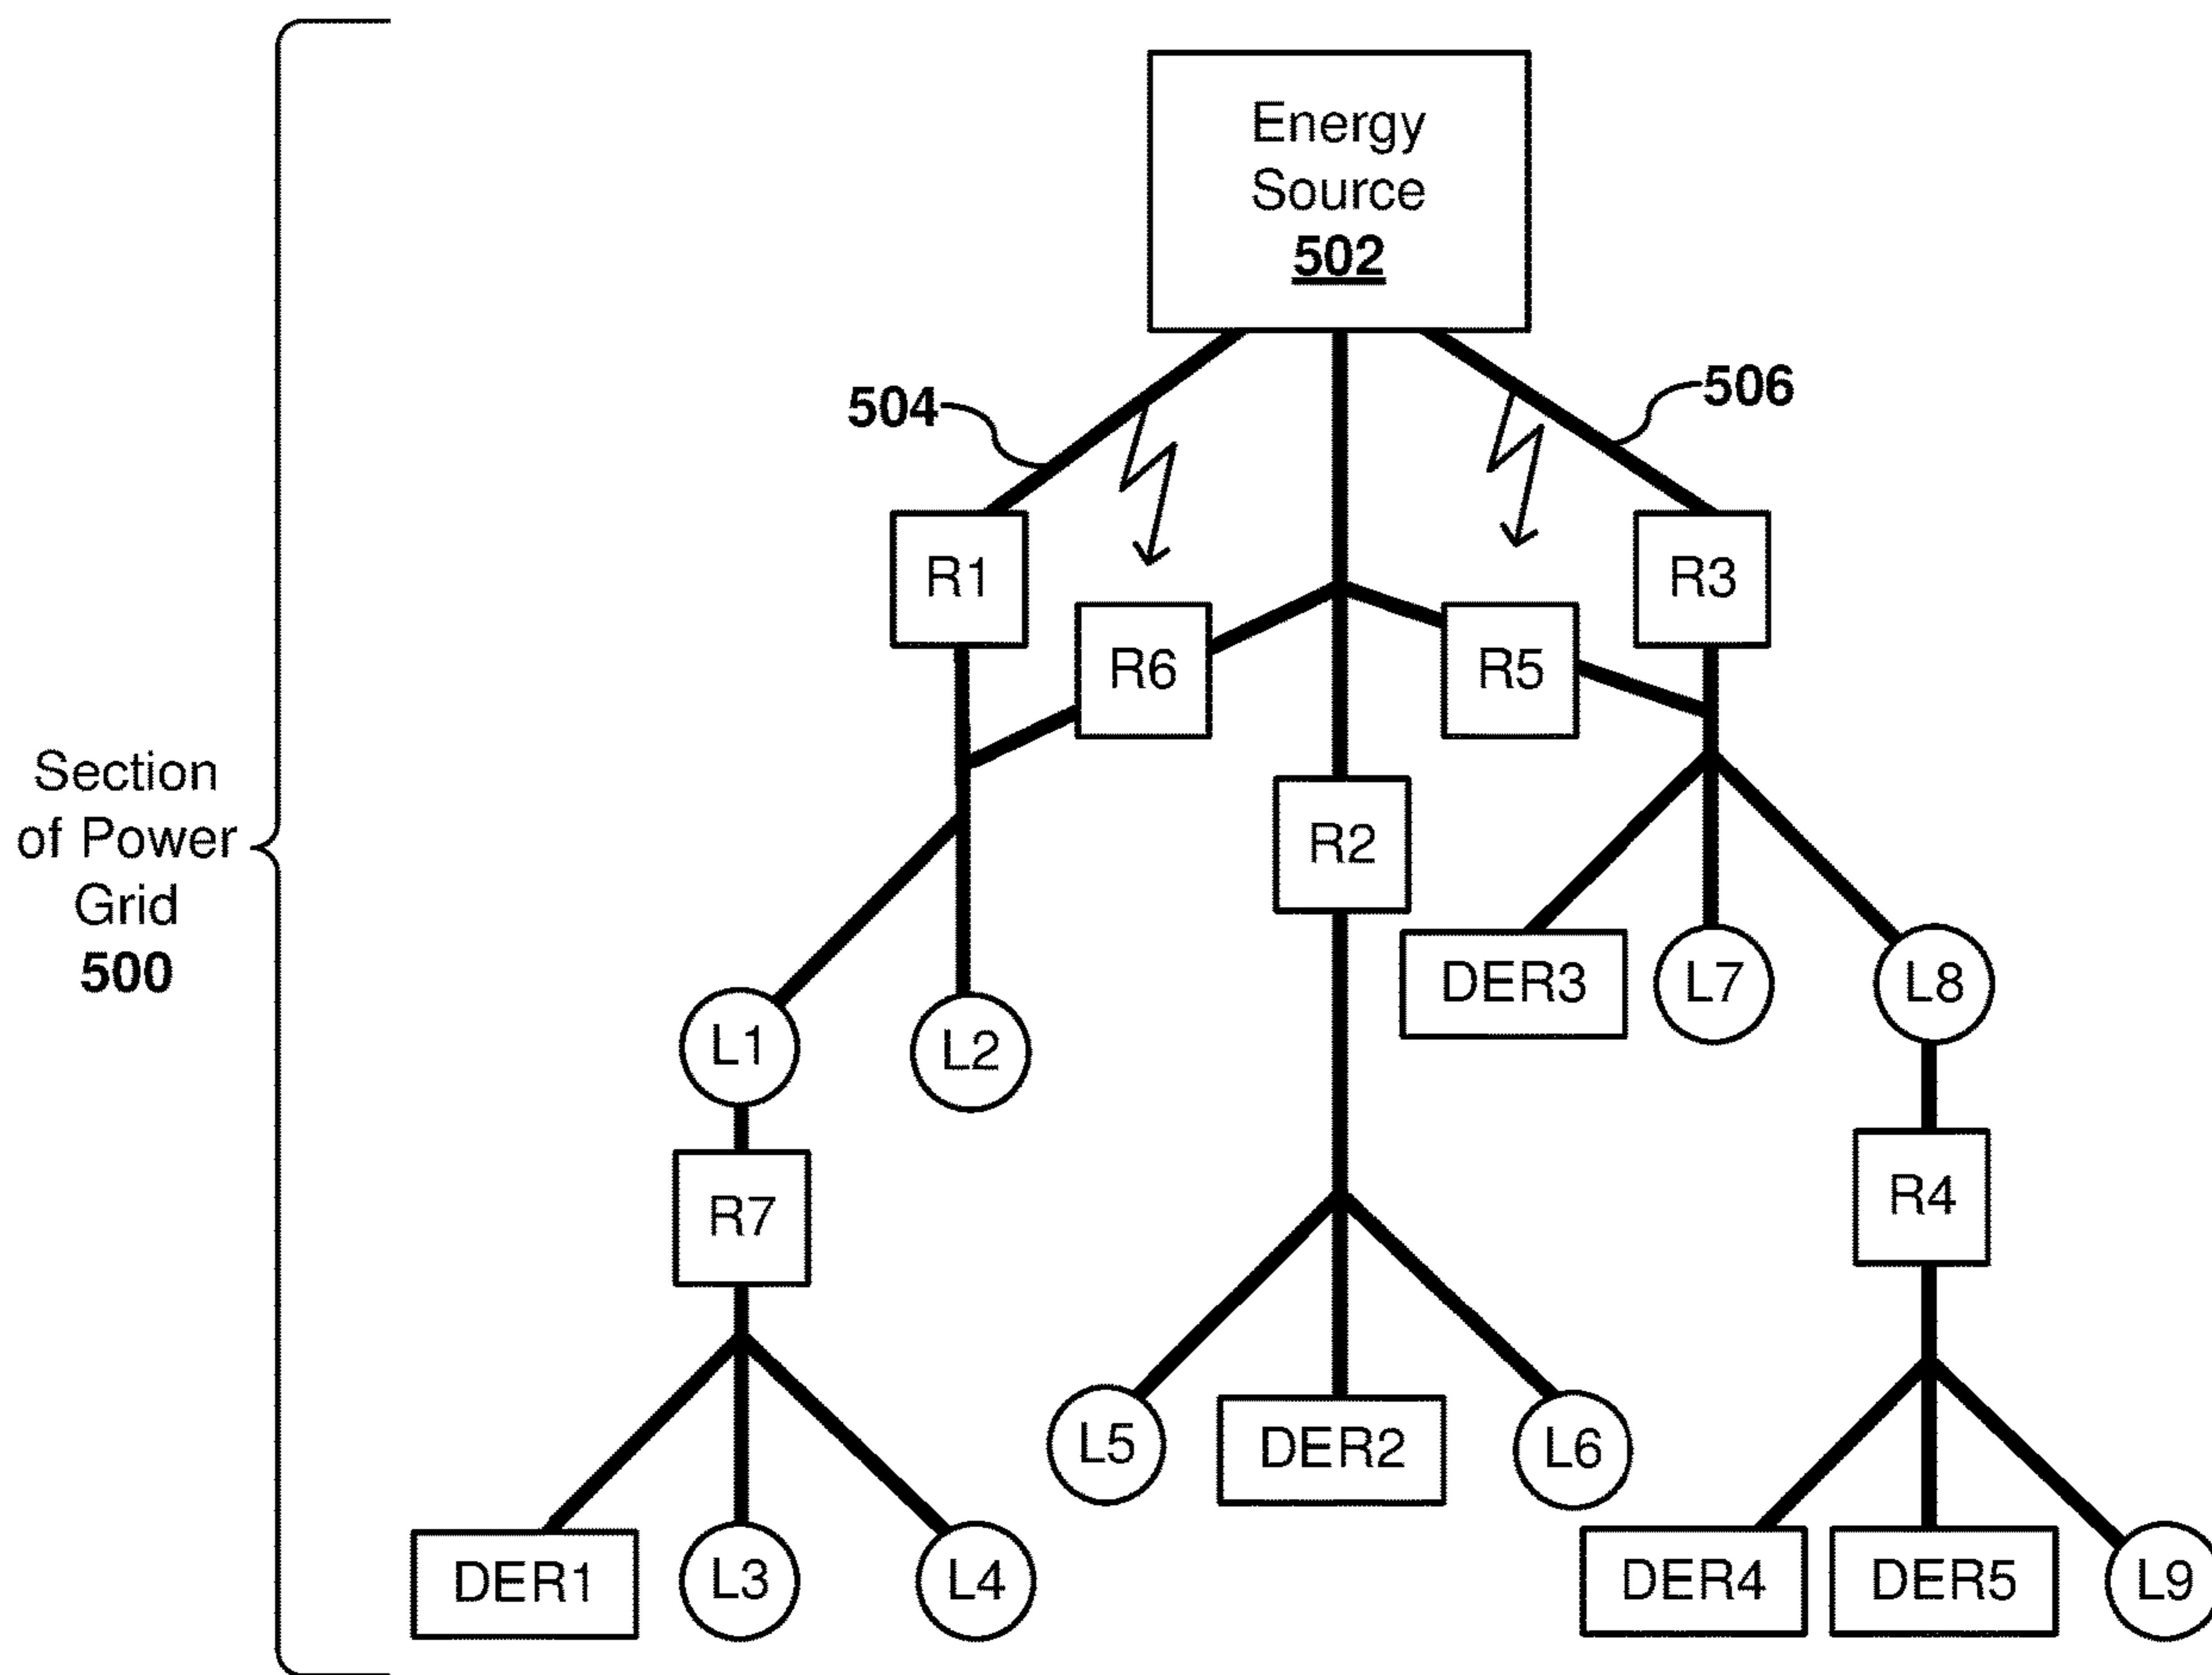 Energy
Source
502
504
506
R1
R3
R6
R5
Section
of Power
Grid
500
R2
DER3
L7
L8
L1
L2
R7
R4
L5
DER2
L6
DER1
L3
L4
DER4
DER5
L9